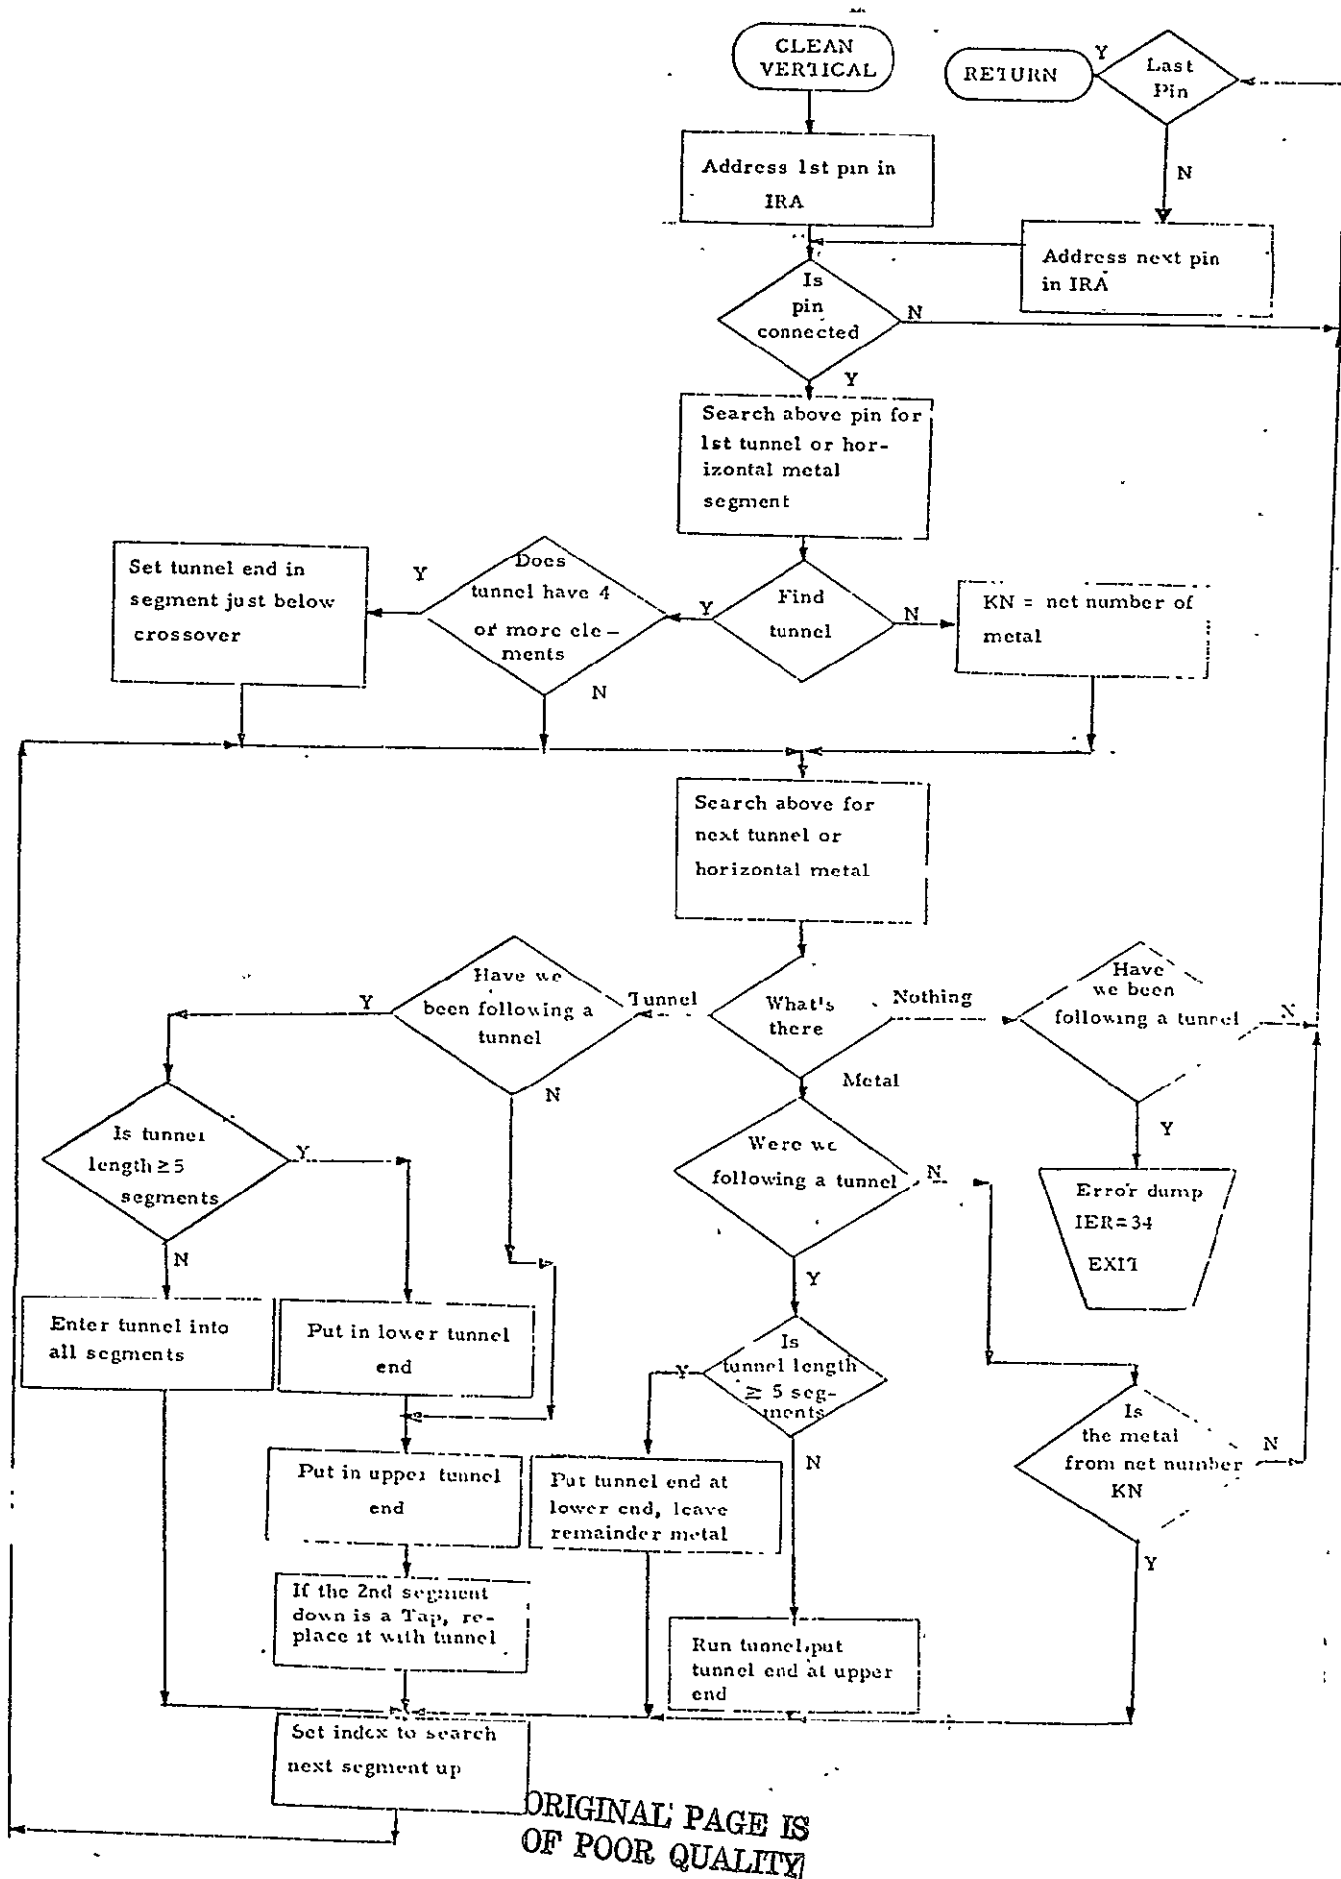 CLEAN
VERTICAL
RETURN
Y
Last
Pin
N
Address 1st pin in
IRA
Address next pin
in IRA
Is
pin
connected
N
Y
Search above pin for
1st tunnel or hor-
izontal metal
segment
Set tunnel end in
segment just below
crossover
Y
Does
tunnel have 4
or more ele-
ments
N
Y
Find
tunnel
N
KN = net number of
metal
Search above for
next tunnel or
horizontal metal
Y
Have we
been following a
tunnel
N
Tunnel
What's
there
Nothing
Metal
Have
we been
following a tunnel
N
Y
Is tunnel
length ≥ 5
segments
Y
N
Were we
following a tunnel
N
Y
Error dump
IER=34
EXIT
Enter tunnel into
all segments
Put in lower tunnel
end
Y
Is
tunnel length
≥ 5 seg-
ments
N
Is
the metal
from net number
KN
N
Y
Put in upper tunnel
end
Put tunnel end at
lower end, leave
remainder metal
If the 2nd segment
down is a Tap, re-
place it with tunnel
Run tunnel, put
tunnel end at upper
end
Set index to search
next segment up
ORIGINAL PAGE IS
OF POOR QUALITY